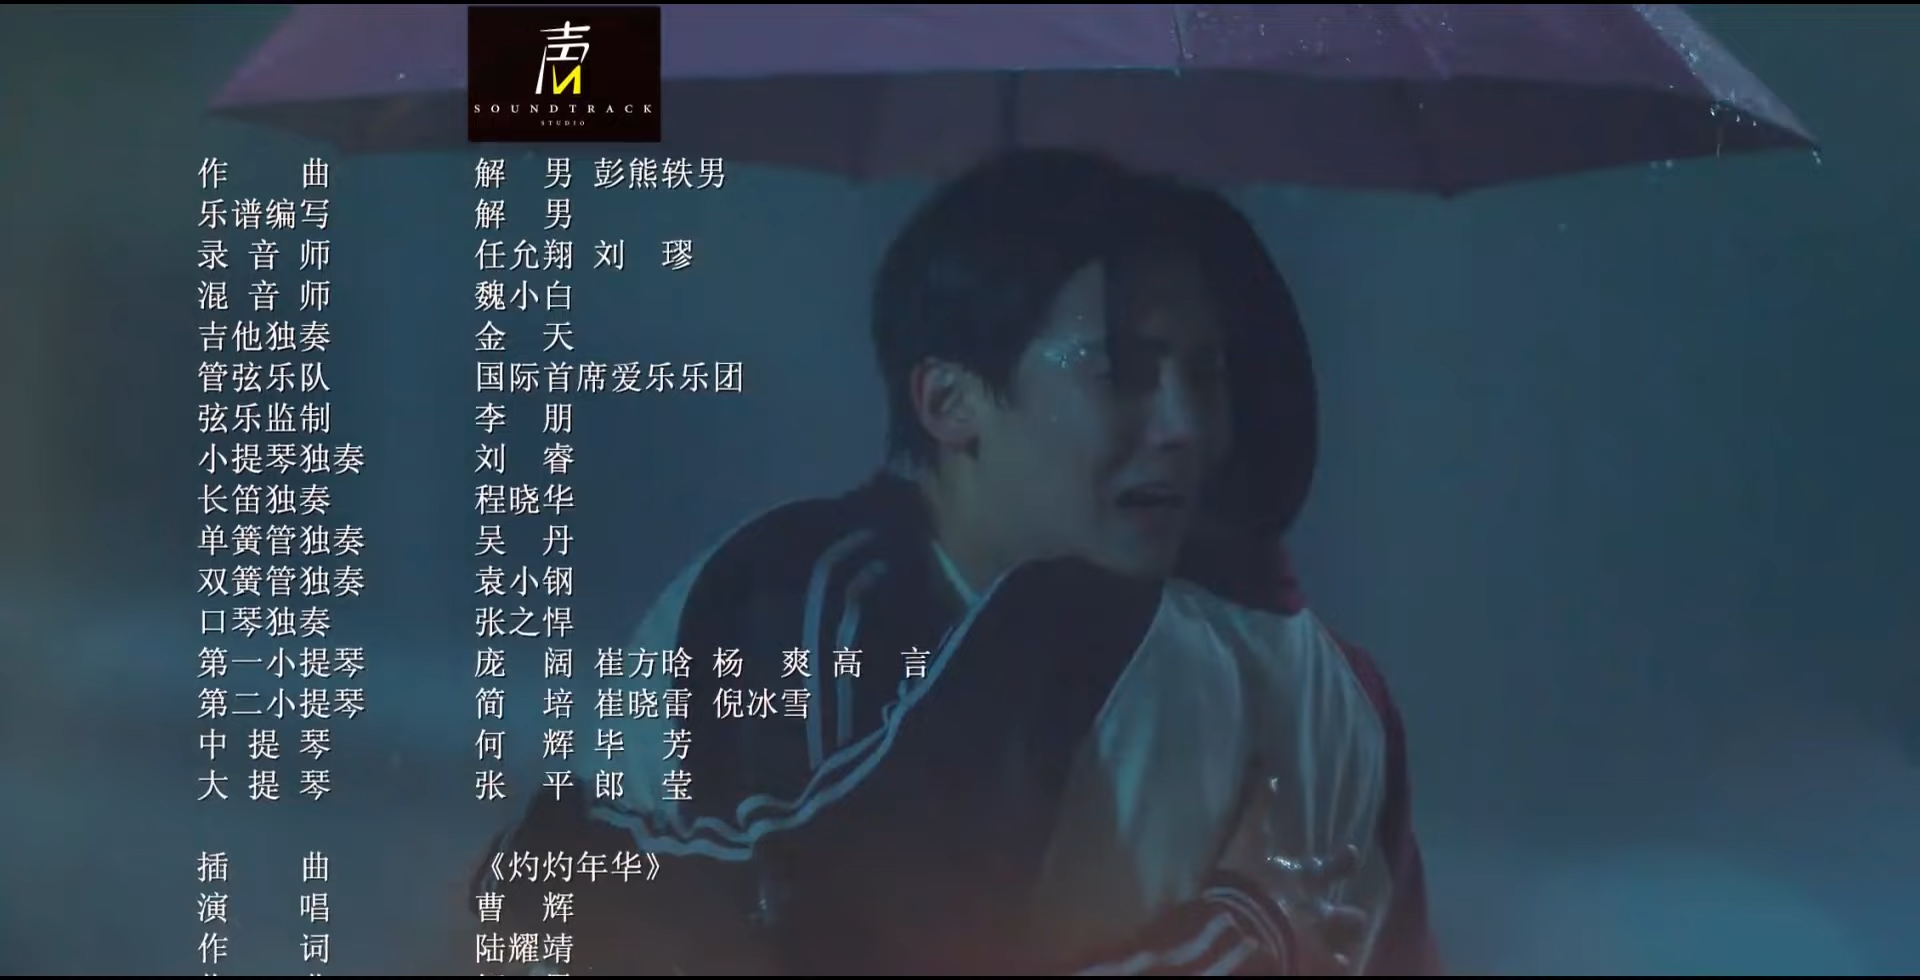 声
SOUNDTRACK
STUDIO
作曲 解男 彭熊轶男
乐谱编写 解男
录音师 任允翔 刘璆
混音师 魏小白
吉他独奏 金天
管弦乐队 国际首席爱乐乐团
弦乐监制 李朋
小提琴独奏 刘睿
长笛独奏 程晓华
单簧管独奏 吴丹
双簧管独奏 袁小钢
口琴独奏 张之悍
第一小提琴 庞阔 崔方晗 杨爽 高言
第二小提琴 简培 崔晓雷 倪冰雪
中提琴 何辉 毕芳
大提琴 张平 郎莹
插曲 《灼灼年华》
演唱 曹辉
作词 陆耀靖